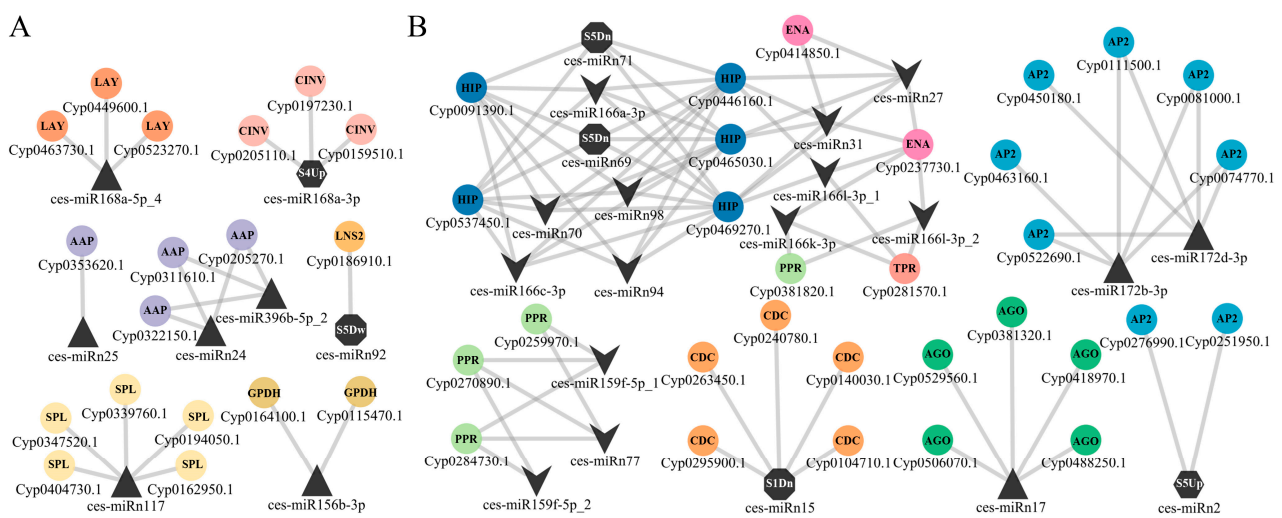 A
LAY
Cyp0449600.1
LAY
Cyp0463730.1
LAY
Cyp0523270.1
ces-miR168a-5p_4
CINV
Cyp0197230.1
CINV
Cyp0205110.1
CINV
Cyp0159510.1
S4Up
ces-miR168a-3p
AAP
Cyp0353620.1
ces-miRn25
AAP
Cyp0205270.1
AAP
Cyp0311610.1
AAP
Cyp0322150.1
ces-miR396b-5p_2
ces-miRn24
LNS2
Cyp0186910.1
S5Dw
ces-miRn92
SPL
Cyp0339760.1
SPL
Cyp0347520.1
SPL
Cyp0194050.1
SPL
Cyp0404730.1
SPL
Cyp0162950.1
ces-miRn117
GPDH
Cyp0164100.1
GPDH
Cyp0115470.1
ces-miR156b-3p
B
S5Dn
ces-miRn71
HIP
Cyp0091390.1
ces-miR166a-3p
HIP
Cyp0446160.1
S5Dn
ces-miRn69
HIP
Cyp0465030.1
HIP
Cyp0537450.1
ces-miRn98
HIP
Cyp0469270.1
ces-miRn70
ces-miR166c-3p
ces-miRn94
ENA
Cyp0414850.1
ces-miRn27
ces-miRn31
ENA
Cyp0237730.1
ces-miR166l-3p_1
ces-miR166k-3p
ces-miR166l-3p_2
PPR
Cyp0381820.1
TPR
Cyp0281570.1
AP2
Cyp0111500.1
AP2
Cyp0450180.1
AP2
Cyp0081000.1
AP2
Cyp0463160.1
AP2
Cyp0074770.1
AP2
Cyp0522690.1
ces-miR172d-3p
ces-miR172b-3p
PPR
Cyp0259970.1
PPR
Cyp0270890.1
ces-miR159f-5p_1
PPR
Cyp0284730.1
ces-miRn77
ces-miR159f-5p_2
CDC
Cyp0240780.1
CDC
Cyp0263450.1
CDC
Cyp0140030.1
CDC
Cyp0295900.1
CDC
Cyp0104710.1
S1Dn
ces-miRn15
AGO
Cyp0381320.1
AGO
Cyp0529560.1
AGO
Cyp0418970.1
AGO
Cyp0506070.1
AGO
Cyp0488250.1
ces-miRn17
AP2
Cyp0276990.1
AP2
Cyp0251950.1
S5Up
ces-miRn2